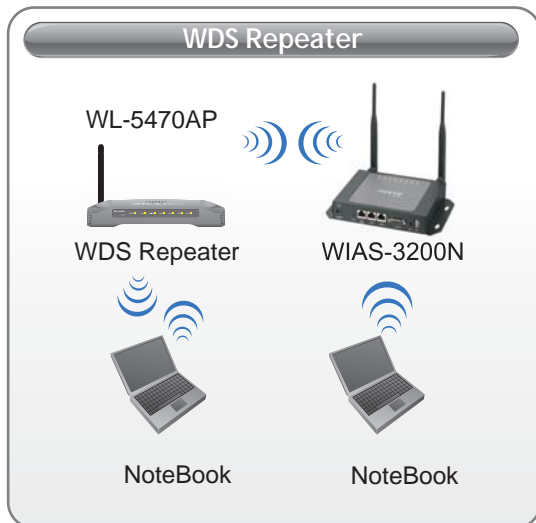 WDS Repeater
WL-5470AP
WDS Repeater
WIAS-3200N
NoteBook
NoteBook